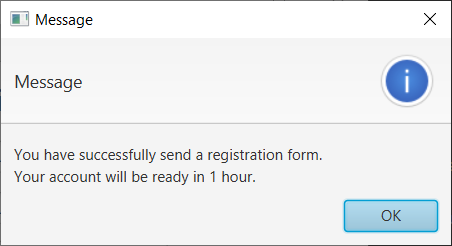 Message
Message
You have successfully send a registration form.
Your account will be ready in 1 hour.
OK